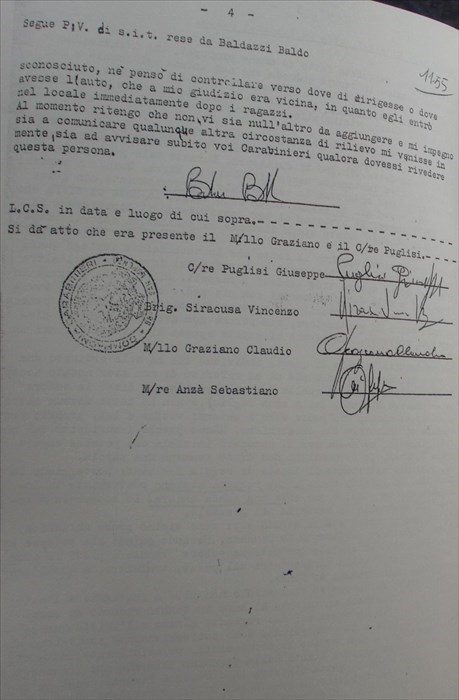 - 4 -
Segue P.V. di s.i.t. rese da Baldazzi Baldo
1155
sconosciuto, nè penso di controllare verso dove di dirigesse o dove
avesse l'auto, che a mio giudizio era vicina, in quanto egli entrò
nel locale immediatamente dopo i ragazzi.
Al momento ritengo che non vi sia null'altro da aggiungere e mi impegno
sia a comunicare qualunque altra circostanza di rilievo mi venisse in
mente, sia ad avvisare subito voi Carabinieri qualora dovessi rivedere
questa persona.
L.C.S. in data e luogo di cui sopra.-
Si dà atto che era presente il M/llo Graziano e il C/re Puglisi.
C/re Puglisi Giuseppe
Brig. Siracusa Vincenzo
M/llo Graziano Claudio
M/re Anzà Sebastiano
CARABINIERI